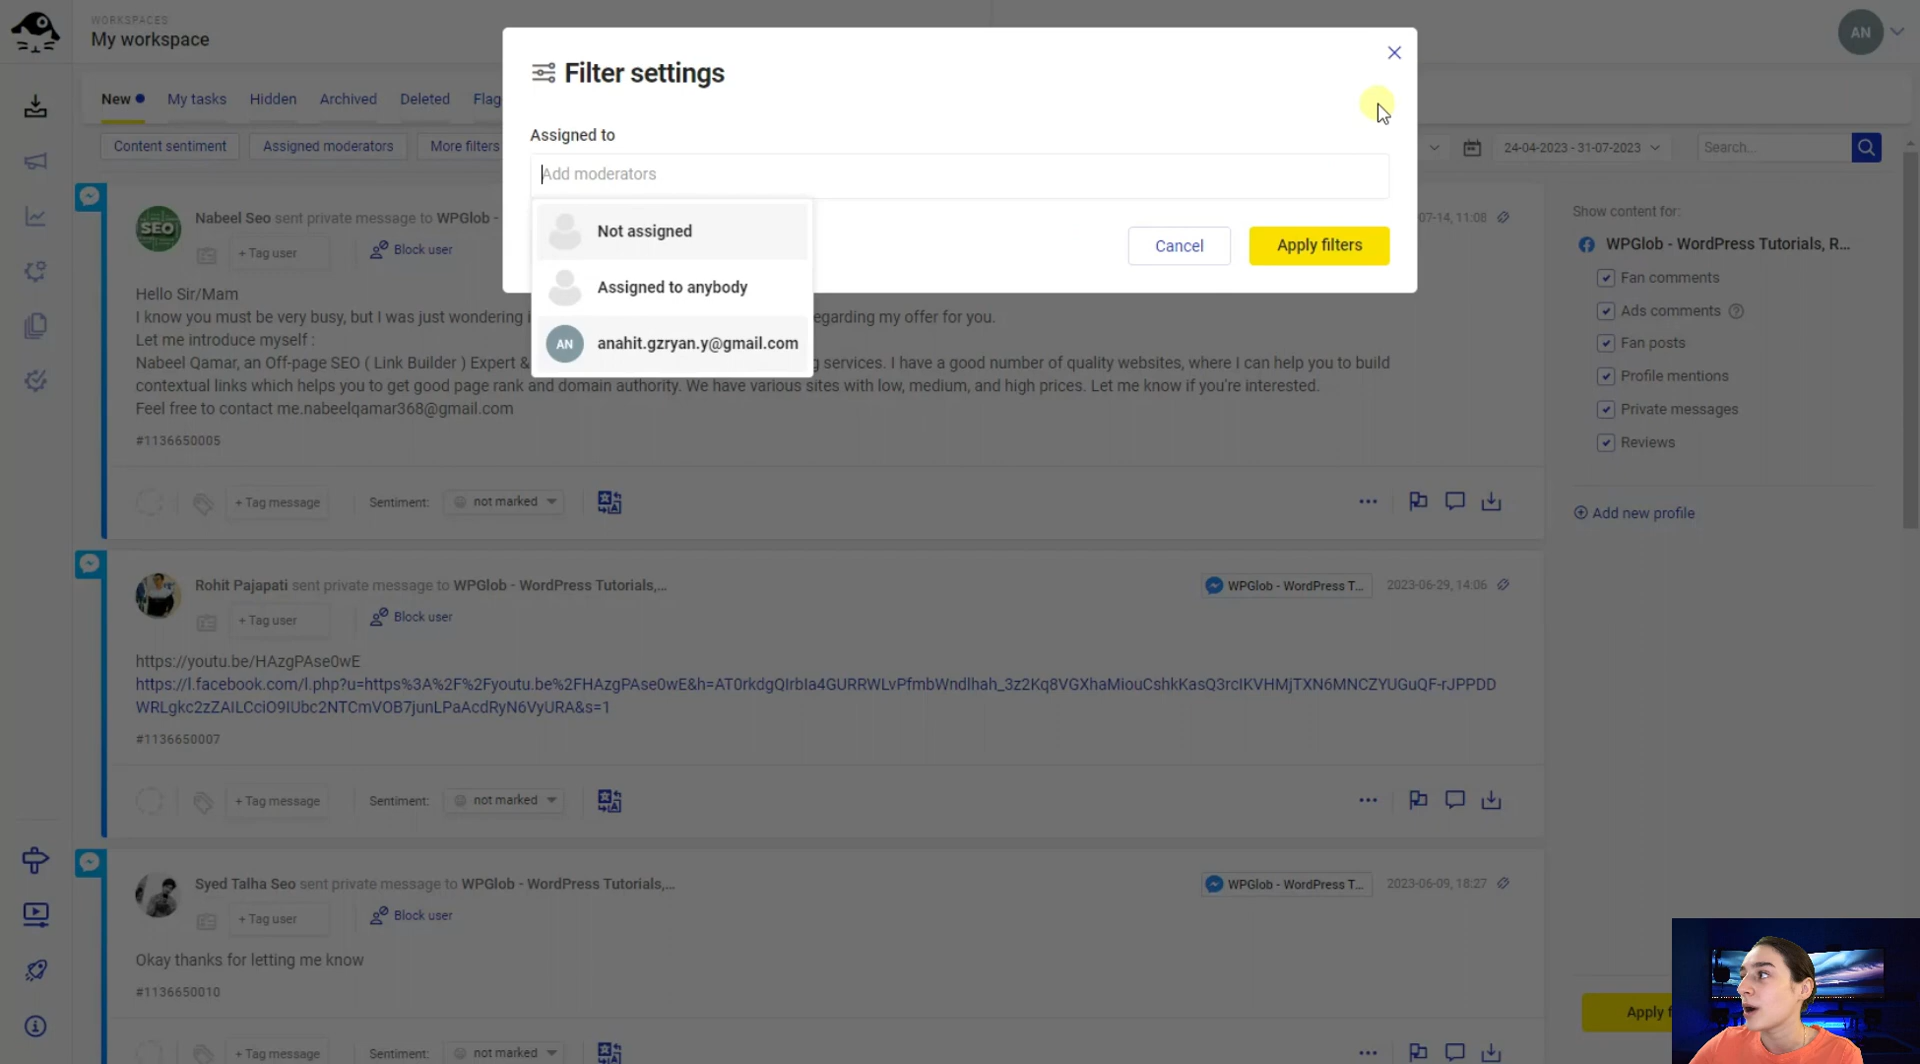 WORKSPACES
My workspace
AN
Filter settings
New
My tasks
Hidden
Archived
Deleted
Flag
Assigned to
Add moderators
Content sentiment
Assigned moderators
More filters
24-04-2023 - 31-07-2023
Search...
Not assigned
Assigned to anybody
AN
anahit.gzryan.y@gmail.com
Cancel
Apply filters
SEO
Nabeel Seo sent private message to WPGlob -
07-14, 11:08
+ Tag user
Block user
Hello Sir/Mam
I know you must be very busy, but I was just wondering i
regarding my offer for you.
Let me introduce myself :
Nabeel Qamar, an Off-page SEO ( Link Builder ) Expert &
g services. I have a good number of quality websites, where I can help you to build
contextual links which helps you to get good page rank and domain authority. We have various sites with low, medium, and high prices. Let me know if you're interested.
Feel free to contact me.nabeelqamar368@gmail.com
#1136650005
+ Tag message
Sentiment:
not marked
Show content for:
WPGlob - WordPress Tutorials, R...
Fan comments
Ads comments
Fan posts
Profile mentions
Private messages
Reviews
Add new profile
Rohit Pajapati sent private message to WPGlob - WordPress Tutorials,...
WPGlob - WordPress T...
2023-06-29, 14:06
+ Tag user
Block user
https://youtu.be/HAzgPAse0wE
https://l.facebook.com/l.php?u=https%3A%2F%2Fyoutu.be%2FHAzgPAse0wE&h=AT0rkdgQIrbIa4GURRWLvPfmbWndlhah_3z2Kq8VGXhaMiouCshkKasQ3rcIKVHMjTXN6MNCZYUGuQF-rJPPDD
WRLgkc2zZAILCciO9IUbc2NTCmVOB7junLPaAcdRyN6VyURA&s=1
#1136650007
+ Tag message
Sentiment:
not marked
Syed Talha Seo sent private message to WPGlob - WordPress Tutorials,...
WPGlob - WordPress T...
2023-06-09, 18:27
+ Tag user
Block user
Okay thanks for letting me know
#1136650010
+ Tag message
Sentiment:
not marked
Apply f